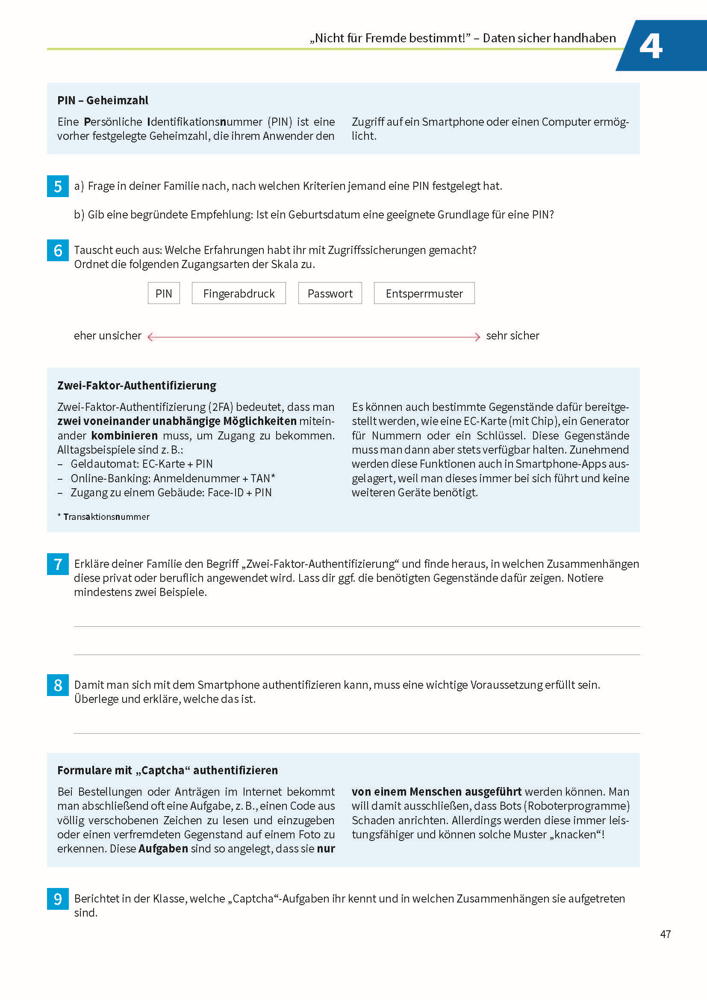 „Nicht für Fremde bestimmt!” – Daten sicher handhaben
4
PIN – Geheimzahl
Eine Persönliche Identifikationsnummer (PIN) ist eine
vorher festgelegte Geheimzahl, die ihrem Anwender den
Zugriff auf ein Smartphone oder einen Computer ermög-
licht.
5
a) Frage in deiner Familie nach, nach welchen Kriterien jemand eine PIN festgelegt hat.
b) Gib eine begründete Empfehlung: Ist ein Geburtsdatum eine geeignete Grundlage für eine PIN?
6
Tauscht euch aus: Welche Erfahrungen habt ihr mit Zugriffssicherungen gemacht?
Ordnet die folgenden Zugangsarten der Skala zu.
PIN Fingerabdruck Passwort Entsperrmuster
eher unsicher sehr sicher
Zwei-Faktor-Authentifizierung
Zwei-Faktor-Authentifizierung (2FA) bedeutet, dass man
zwei voneinander unabhängige Möglichkeiten mitein-
ander kombinieren muss, um Zugang zu bekommen.
Alltagsbeispiele sind z. B.:
– Geldautomat: EC-Karte + PIN
– Online-Banking: Anmeldenummer + TAN*
– Zugang zu einem Gebäude: Face-ID + PIN
* Transaktionsnummer
Es können auch bestimmte Gegenstände dafür bereitge-
stellt werden, wie eine EC-Karte (mit Chip), ein Generator
für Nummern oder ein Schlüssel. Diese Gegenstände
muss man dann aber stets verfügbar halten. Zunehmend
werden diese Funktionen auch in Smartphone-Apps aus-
gelagert, weil man dieses immer bei sich führt und keine
weiteren Geräte benötigt.
7
Erkläre deiner Familie den Begriff „Zwei-Faktor-Authentifizierung“ und finde heraus, in welchen Zusammenhängen
diese privat oder beruflich angewendet wird. Lass dir ggf. die benötigten Gegenstände dafür zeigen. Notiere
mindestens zwei Beispiele.
8
Damit man sich mit dem Smartphone authentifizieren kann, muss eine wichtige Voraussetzung erfüllt sein.
Überlege und erkläre, welche das ist.
Formulare mit „Captcha“ authentifizieren
Bei Bestellungen oder Anträgen im Internet bekommt
man abschließend oft eine Aufgabe, z. B., einen Code aus
völlig verschobenen Zeichen zu lesen und einzugeben
oder einen verfremdeten Gegenstand auf einem Foto zu
erkennen. Diese Aufgaben sind so angelegt, dass sie nur
von einem Menschen ausgeführt werden können. Man
will damit ausschließen, dass Bots (Roboterprogramme)
Schaden anrichten. Allerdings werden diese immer leis-
tungsfähiger und können solche Muster „knacken“!
9
Berichtet in der Klasse, welche „Captcha“-Aufgaben ihr kennt und in welchen Zusammenhängen sie aufgetreten
sind.
47